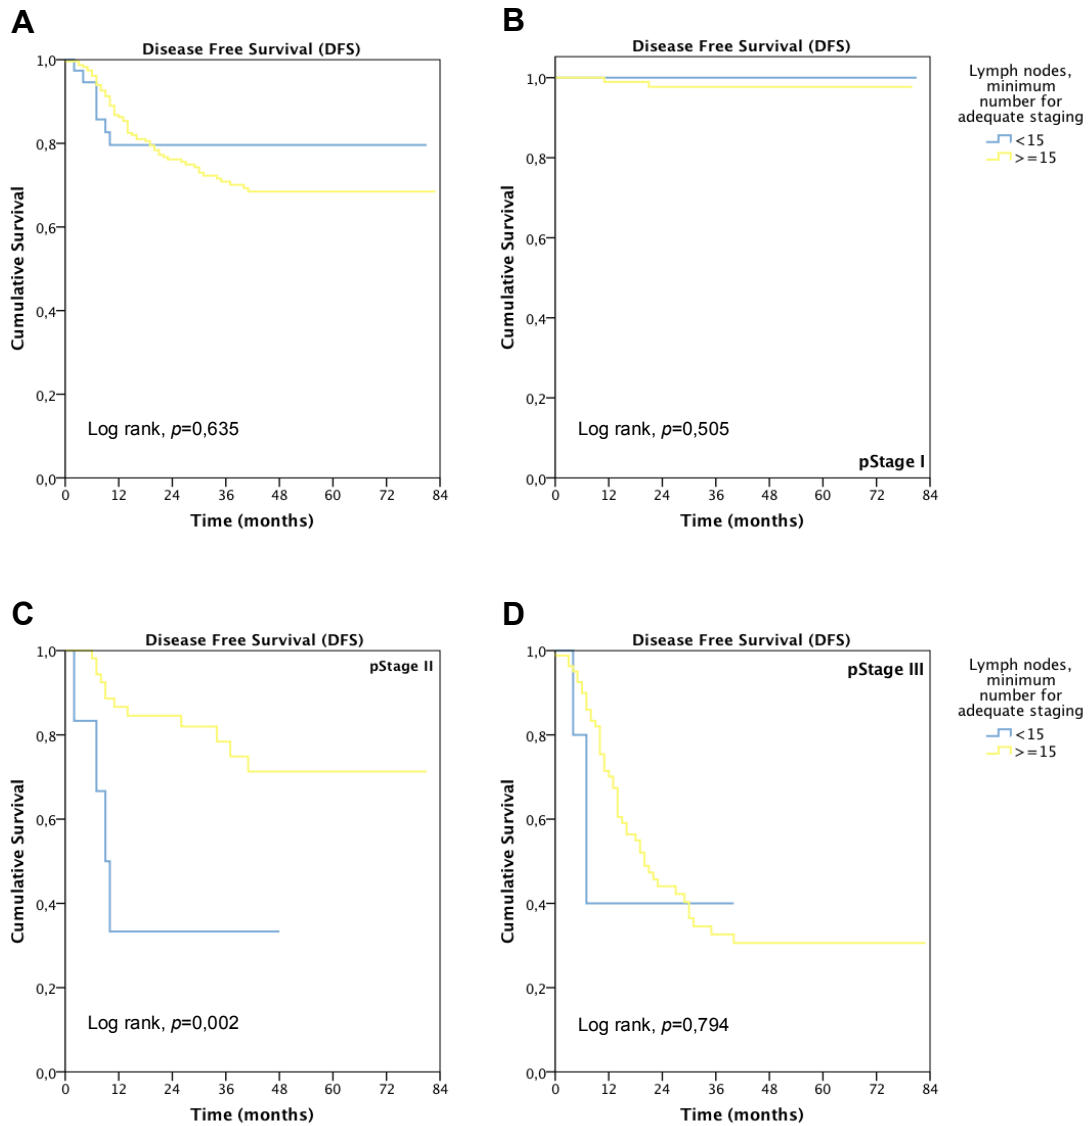 A
Disease Free Survival (DFS)
1,0
0,8
0,6
0,4
0,2
0,0
Cumulative Survival
Log rank, p=0,635
0 12 24 36 48 60 72 84
Time (months)
B
Disease Free Survival (DFS)
1,0
0,8
0,6
0,4
0,2
0,0
Cumulative Survival
Log rank, p=0,505
pStage I
0 12 24 36 48 60 72 84
Time (months)
Lymph nodes,
minimum
number for
adequate staging
<15
>=15
C
Disease Free Survival (DFS)
pStage II
1,0
0,8
0,6
0,4
0,2
0,0
Cumulative Survival
Log rank, p=0,002
0 12 24 36 48 60 72 84
Time (months)
D
Disease Free Survival (DFS)
pStage III
1,0
0,8
0,6
0,4
0,2
0,0
Cumulative Survival
Log rank, p=0,794
0 12 24 36 48 60 72 84
Time (months)
Lymph nodes,
minimum
number for
adequate staging
<15
>=15